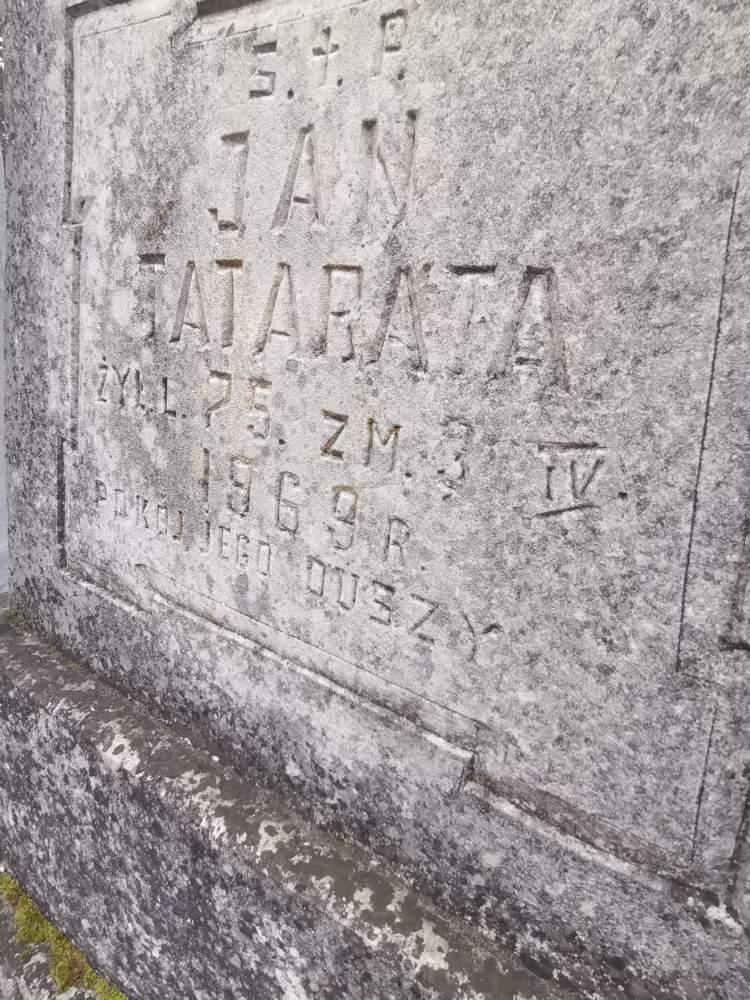 S.†P.
JAN
TATARATA
ŻYŁ L. 75. ZM. 3 IV.
1969 R.
POKÓJ JEGO DUSZY